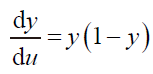 dy/du = y(1−y)